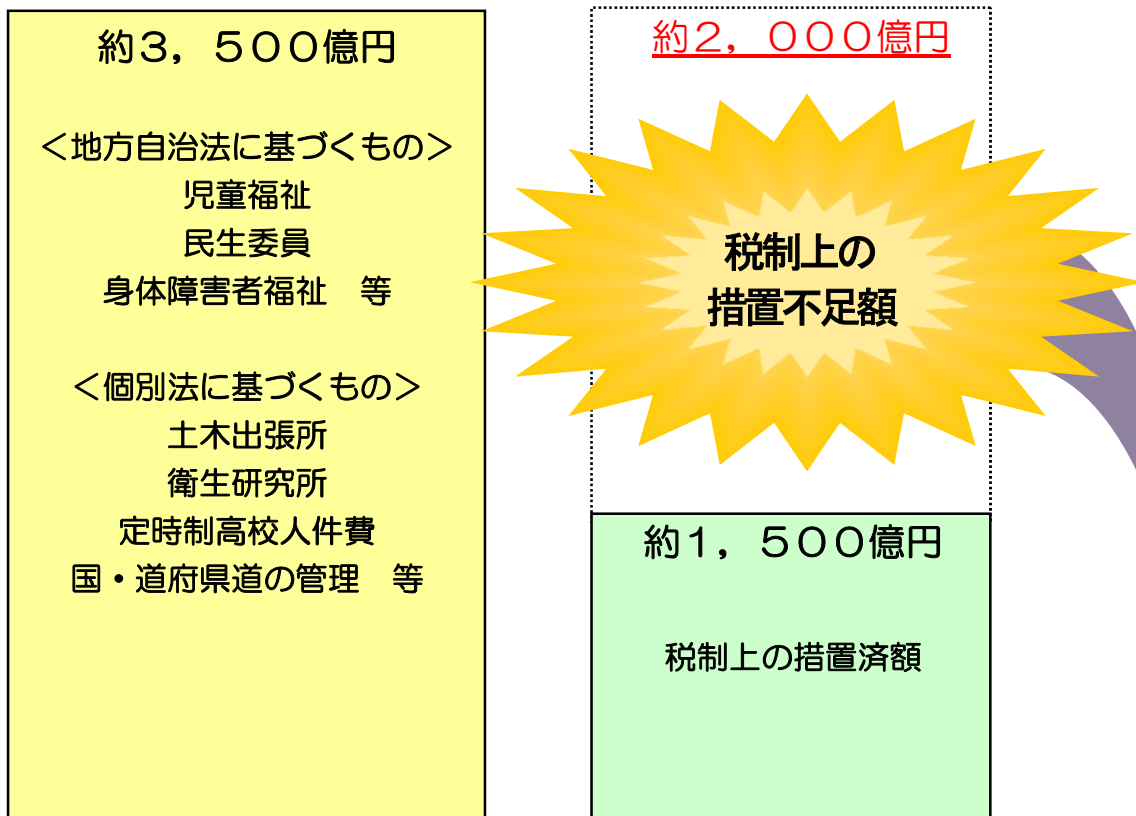 約３，５００億円
＜地方自治法に基づくもの＞
児童福祉
民生委員
身体障害者福祉　等
＜個別法に基づくもの＞
土木出張所
衛生研究所
定時制高校人件費
国・道府県道の管理　等
約２，０００億円
税制上の
措置不足額
約１，５００億円
税制上の措置済額